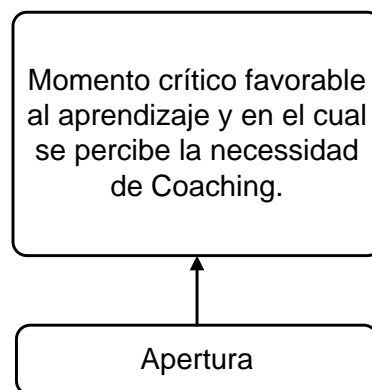 Momento crítico favorable
al aprendizaje y en el cual
se percibe la necessidad
de Coaching.
Apertura